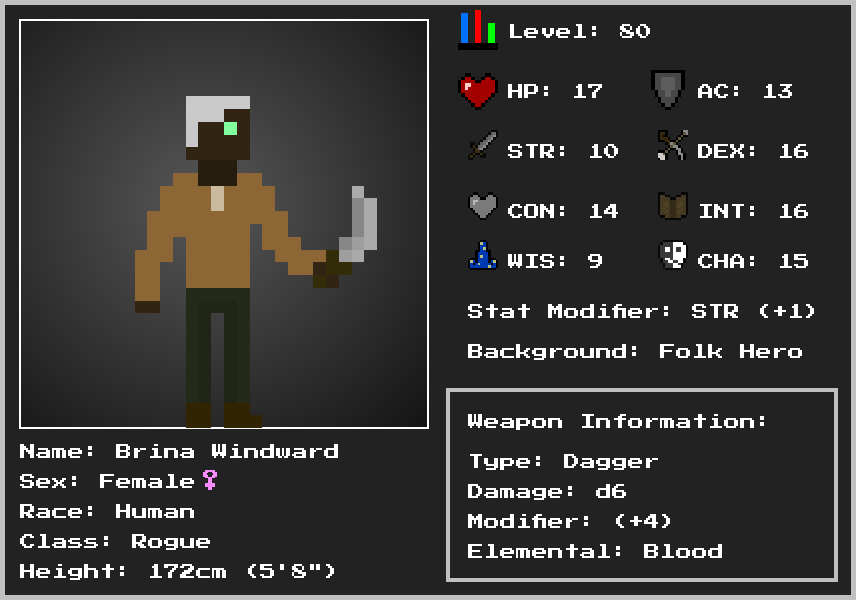 Level: 80
HP: 17
AC: 13
STR: 10
DEX: 16
CON: 14
INT: 16
WIS: 9
CHA: 15
Stat Modifier: STR (+1)
Background: Folk Hero
Weapon Information:
Type: Dagger
Damage: d6
Modifier: (+4)
Elemental: Blood
Name: Brina Windward
Sex: Female♀
Race: Human
Class: Rogue
Height: 172cm (5'8")